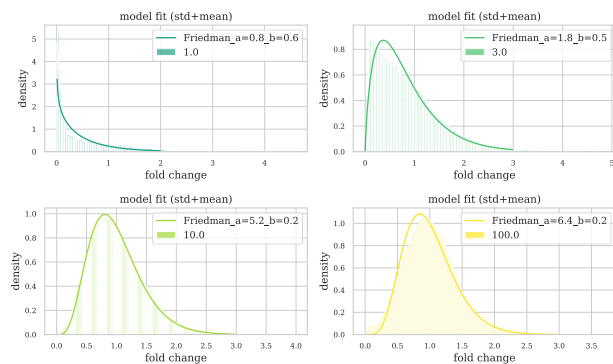 model fit (std+mean)
Friedman_a=0.8_b=0.6
1.0
density
5
4
3
2
1
0
0 1 2 3 4
fold change
model fit (std+mean)
Friedman_a=1.8_b=0.5
3.0
density
0.8
0.6
0.4
0.2
0.0
0 1 2 3 4 5
fold change
model fit (std+mean)
Friedman_a=5.2_b=0.2
10.0
density
1.0
0.8
0.6
0.4
0.2
0.0
0.0 0.5 1.0 1.5 2.0 2.5 3.0 3.5 4.0
fold change
model fit (std+mean)
Friedman_a=6.4_b=0.2
100.0
density
1.0
0.8
0.6
0.4
0.2
0.0
0.0 0.5 1.0 1.5 2.0 2.5 3.0 3.5
fold change